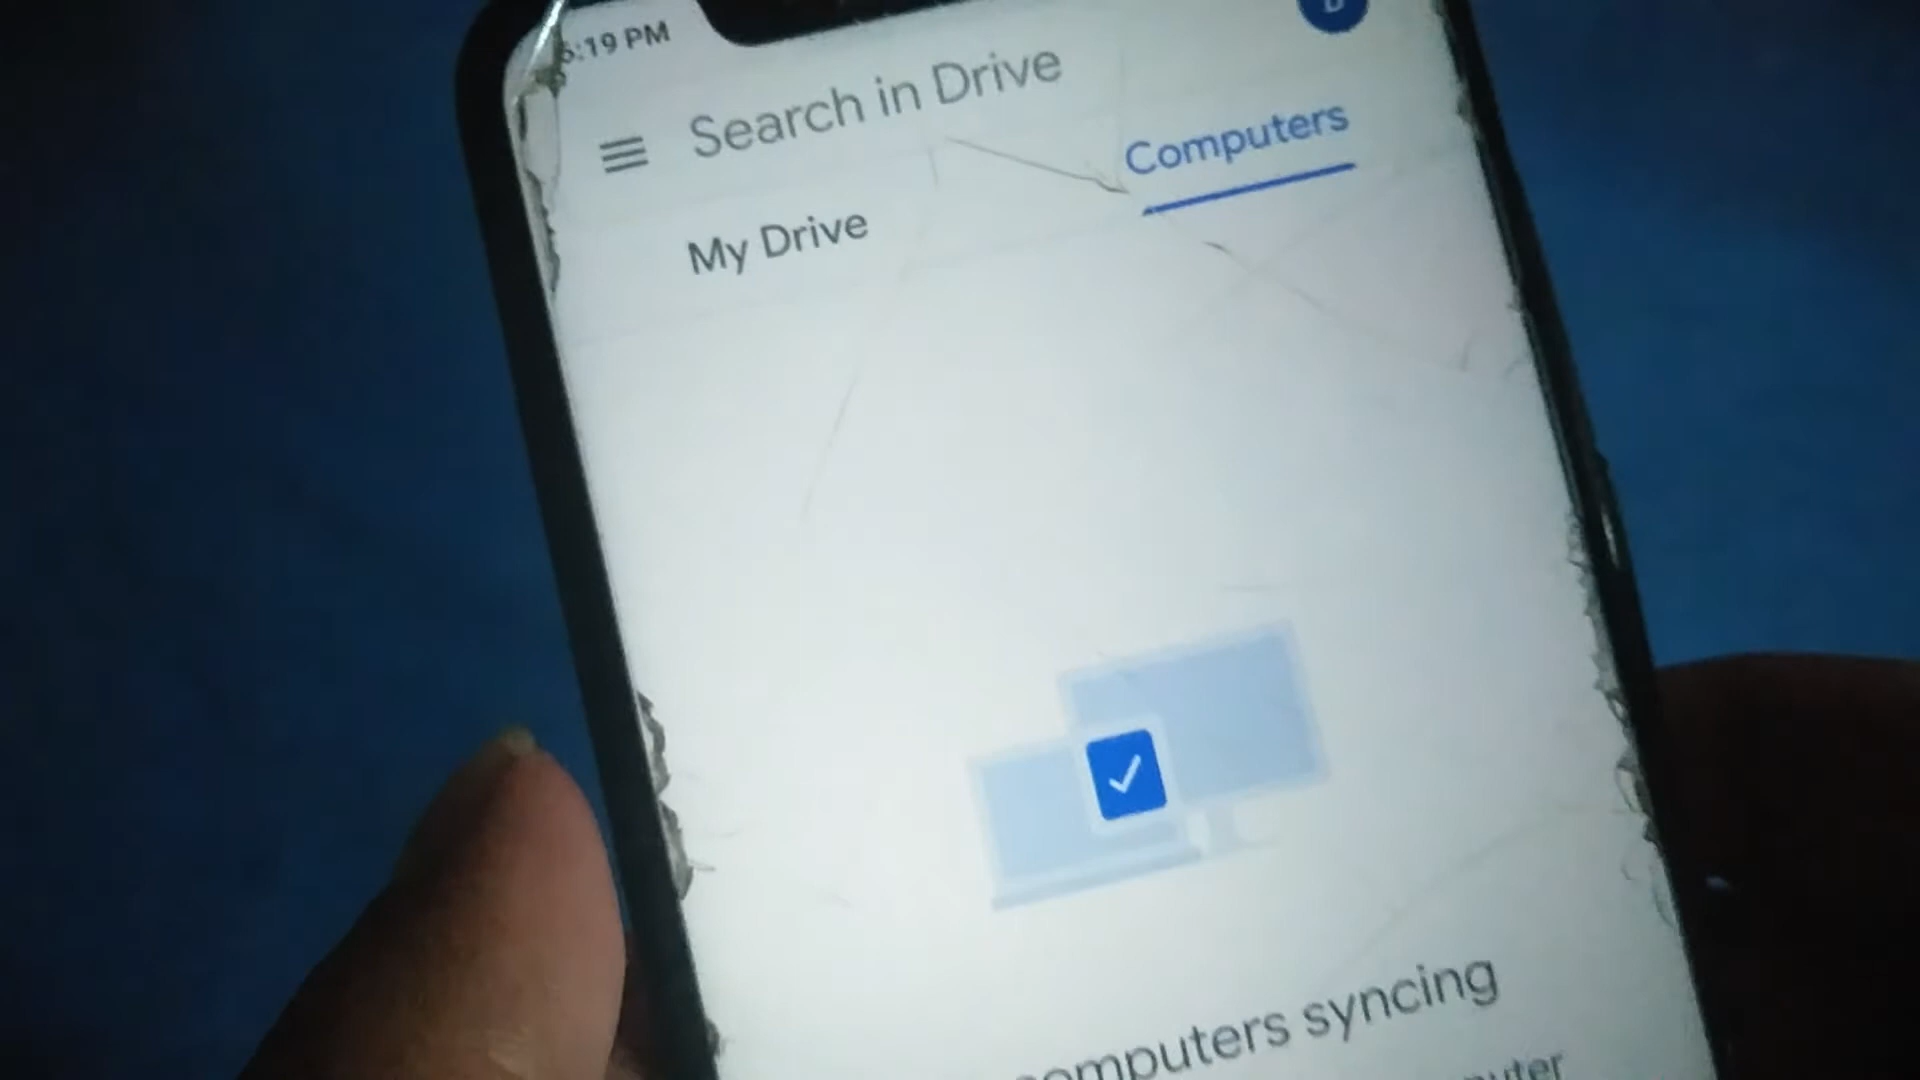 :19 PM
Search in Drive
My Drive
Computers
computers syncing